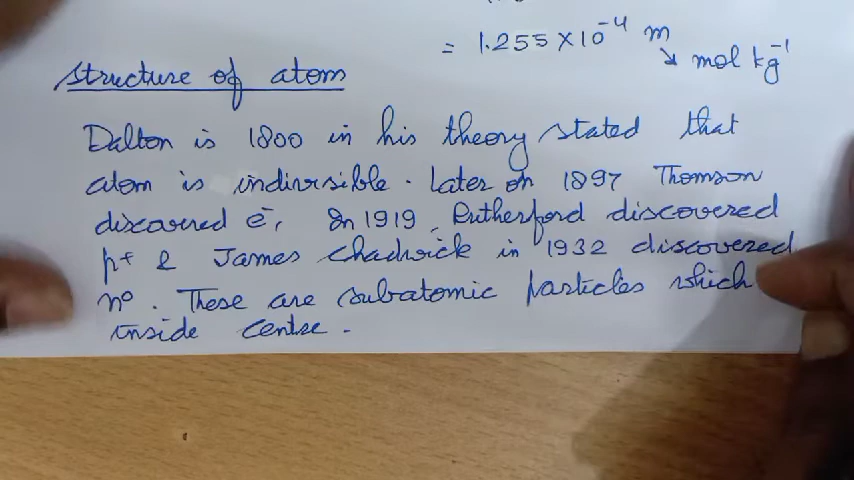 = 1.255 × 10⁻⁴ m
↘ mol kg⁻¹
Structure of atom
Dalton is 1800 in his theory stated that
atom is indivisible. Later on 1897 Thomson
discovered e⁻, In 1919, Rutherford discovered
p+ & James Chadwick in 1932 discovered
n⁰. These are subatomic particles which
inside centre.